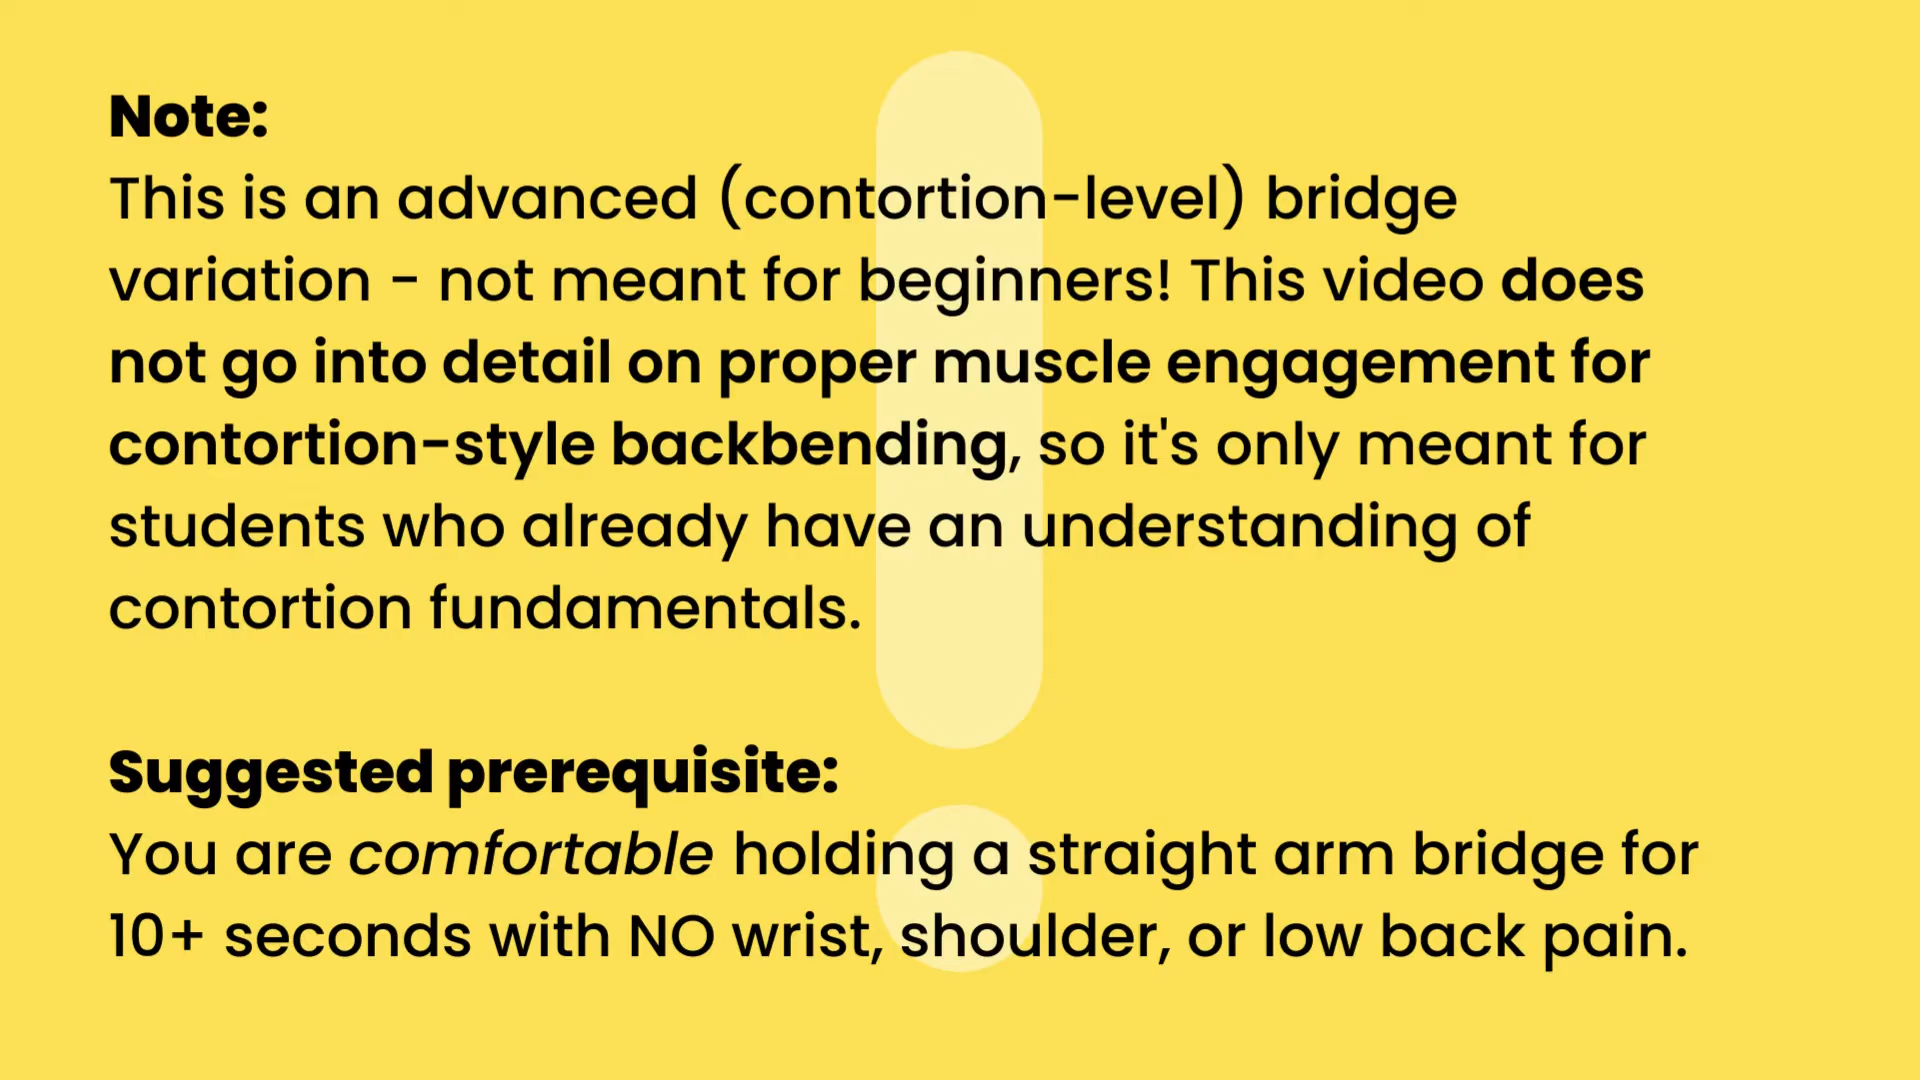 Note:
This is an advanced (contortion-level) bridge
variation - not meant for beginners! This video does
not go into detail on proper muscle engagement for
contortion-style backbending, so it's only meant for
students who already have an understanding of
contortion fundamentals.
Suggested prerequisite:
You are comfortable holding a straight arm bridge for
10+ seconds with NO wrist, shoulder, or low back pain.